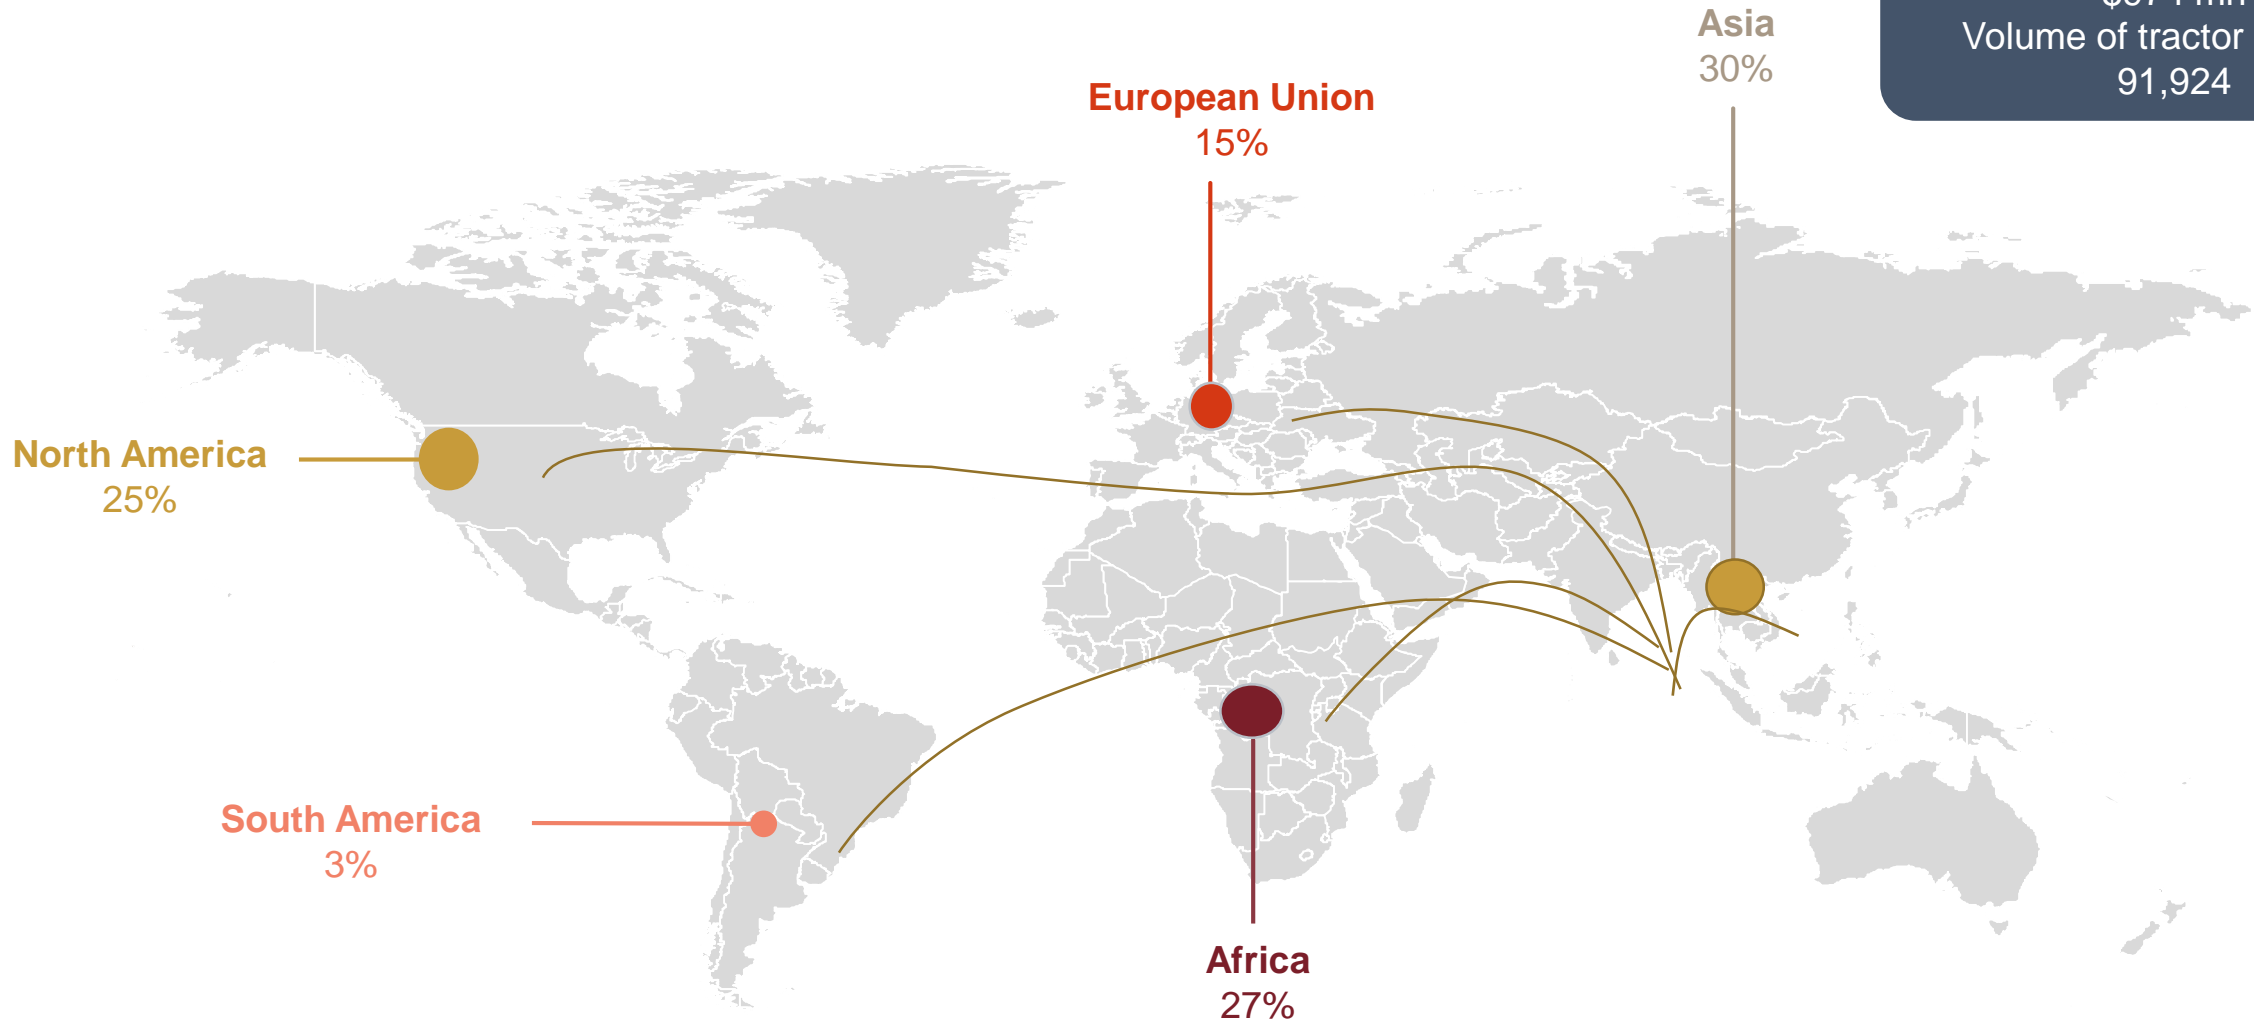 Asia
30%
Volume of tractor
91,924
European Union
15%
North America
25%
South America
3%
Africa
27%